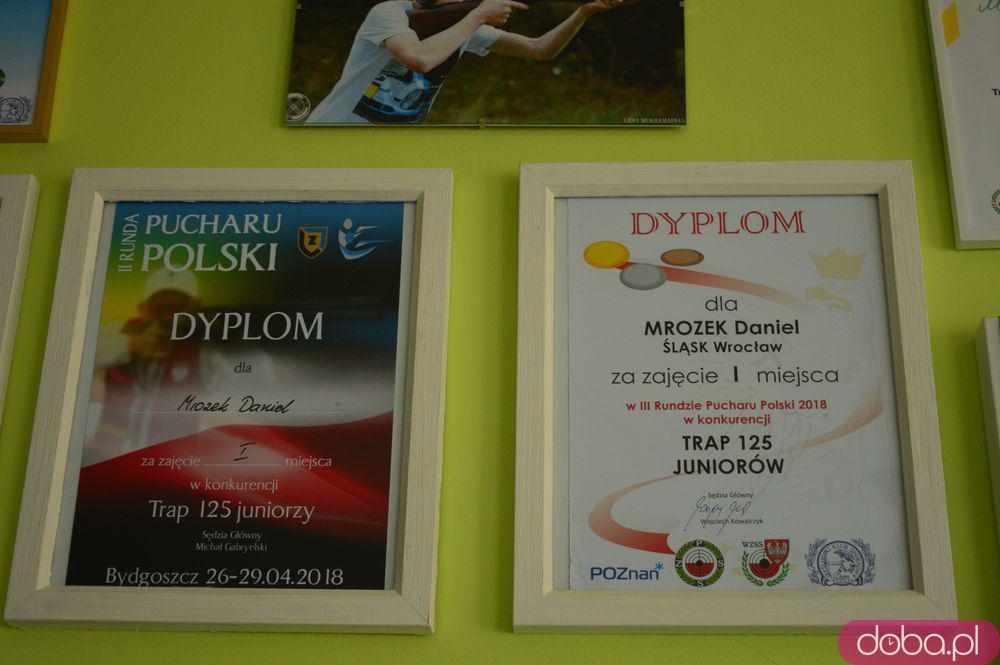 LIDIA MUKHAMADIAN
II RUNDA
PUCHARU
POLSKI
Z
DYPLOM
dla
Mrozek Daniel
za zajęcie I miejsca
w konkurencji
Trap 125 juniorzy
Sędzia Główny
Michał Gabryelski
Bydgoszcz 26-29.04.2018
DYPLOM
dla
MROZEK Daniel
ŚLĄSK Wrocław
za zajęcie I miejsca
w III Rundzie Pucharu Polski 2018
w konkurencji
TRAP 125
JUNIORÓW
Sędzia Główny
Wojciech Kowalczyk
POZnan*
P Z S S
WZSS
doba.pl